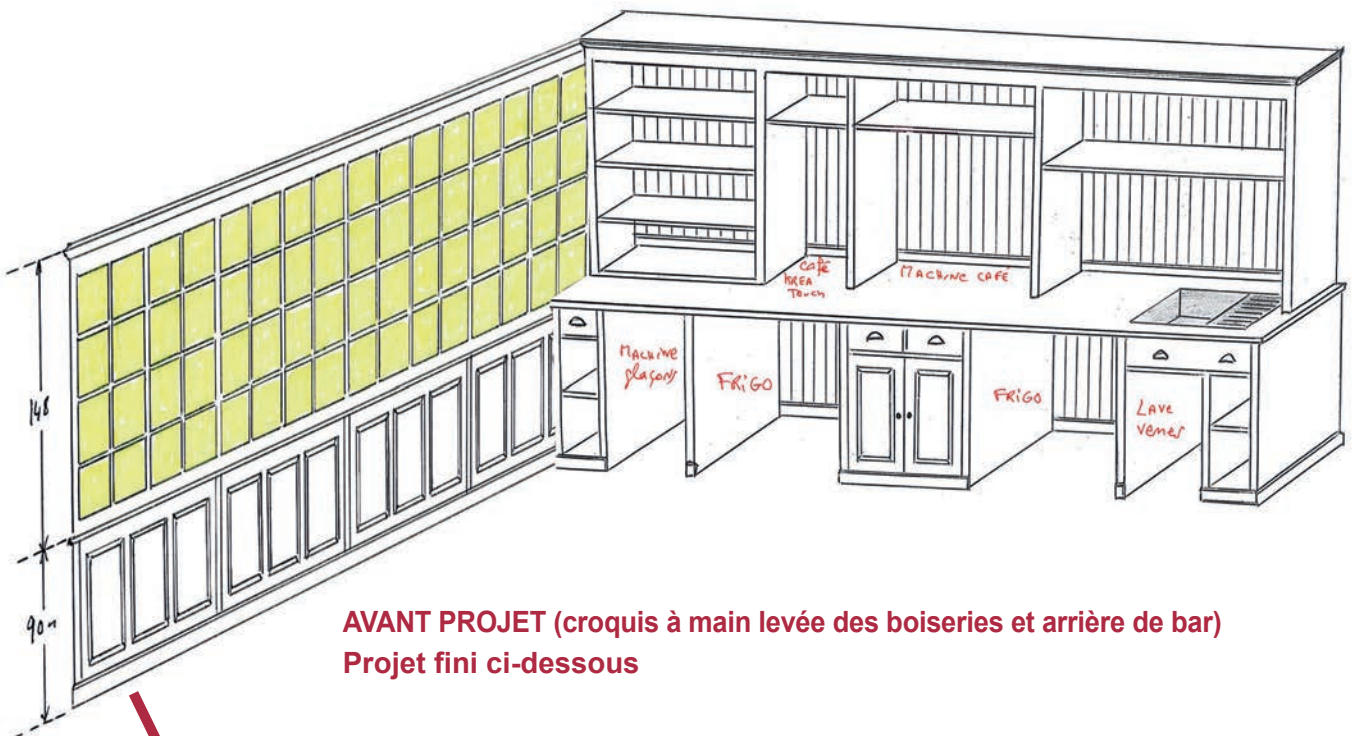 Café
KREA
Touch
MACHINE CAFÉ
MACHINE
glaçons
FRiGO
FRiGO
LAVE
verres
148
90
AVANT PROJET (croquis à main levée des boiseries et arrière de bar)
Projet fini ci-dessous